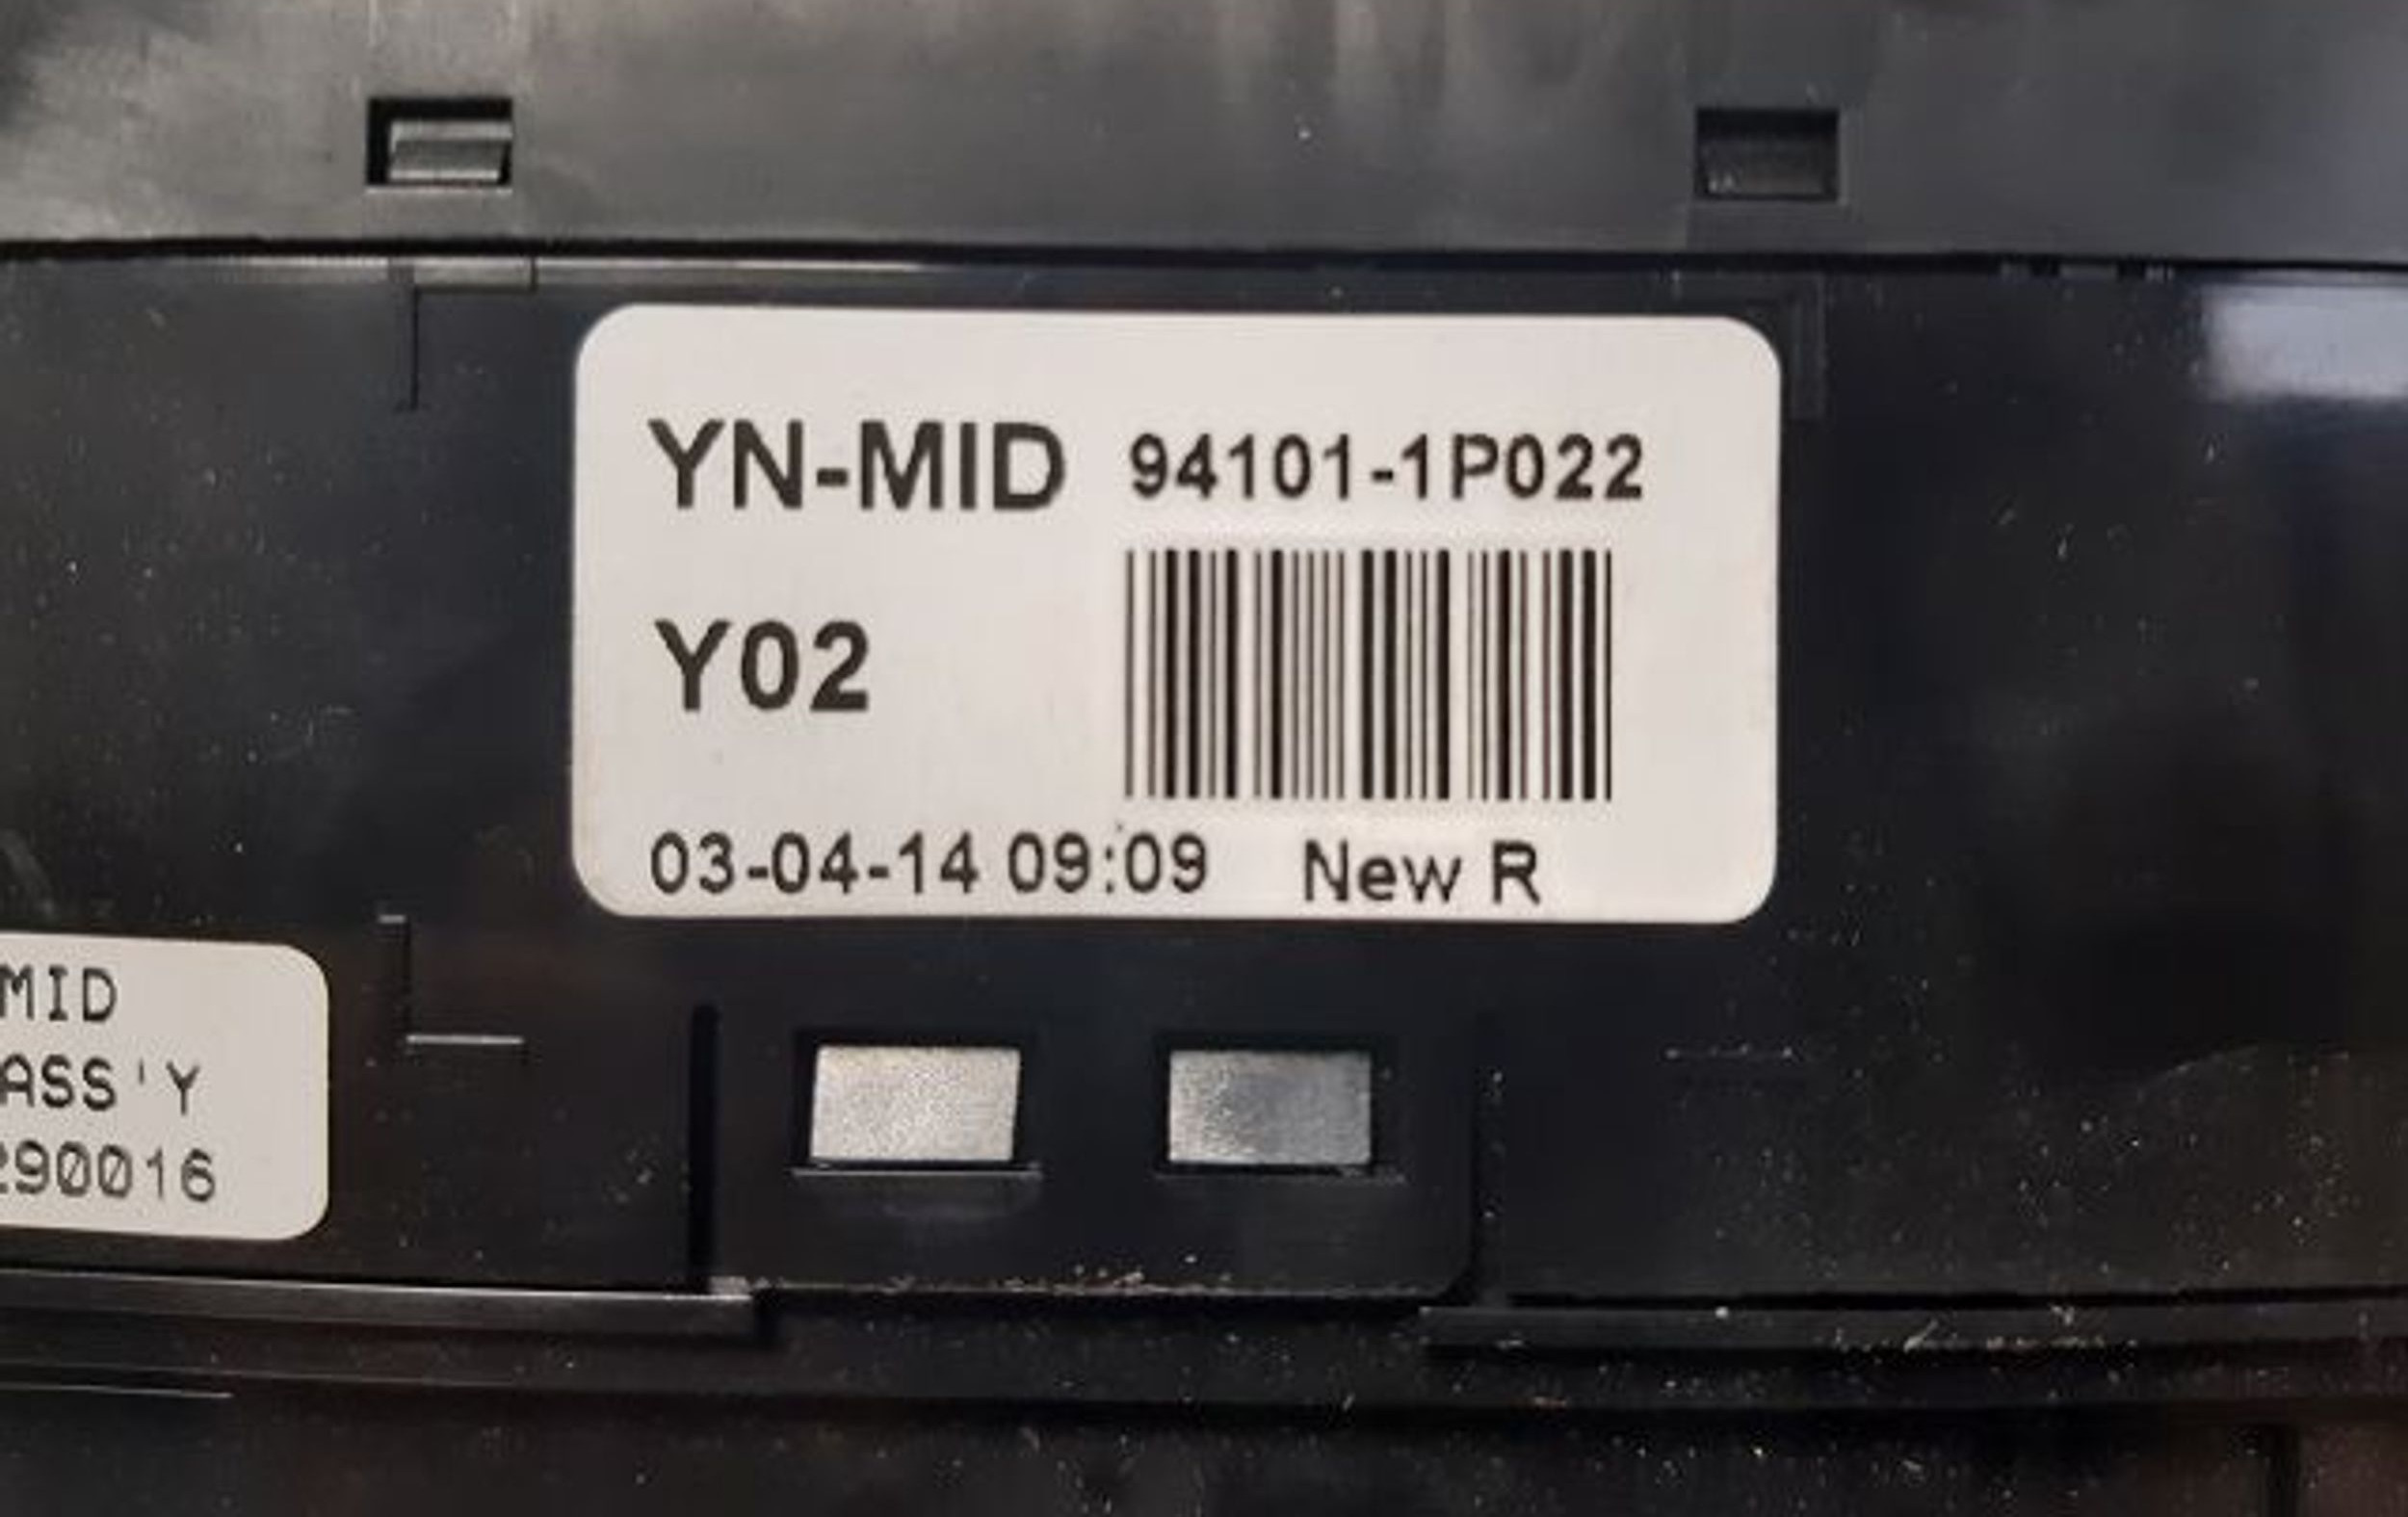 YN-MID 94101-1P022
Y02
03-04-14 09:09 New R
MID
ASS'Y
290016